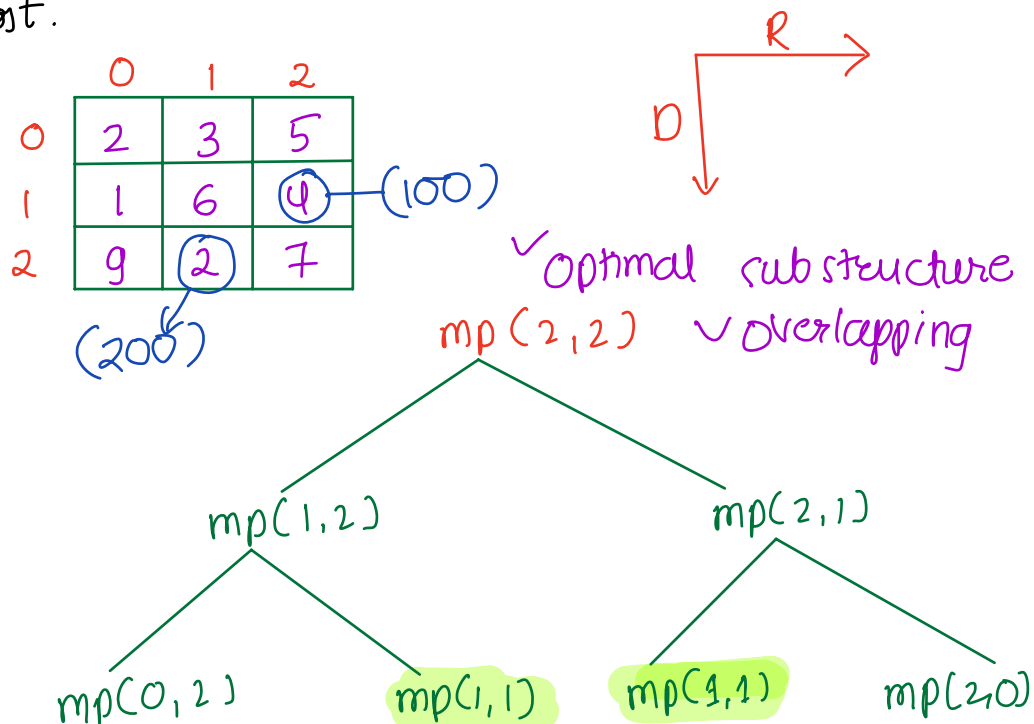 ost.
R
0 1 2
0 2 3 5
D
1 1 6 4 (100)
2 9 2 7
✓optimal substructure
(200)
mp(2,2) ✓overlapping
mp(1,2) mp(2,1)
mp(0,2) mp(1,1) mp(1,1) mp(2,0)